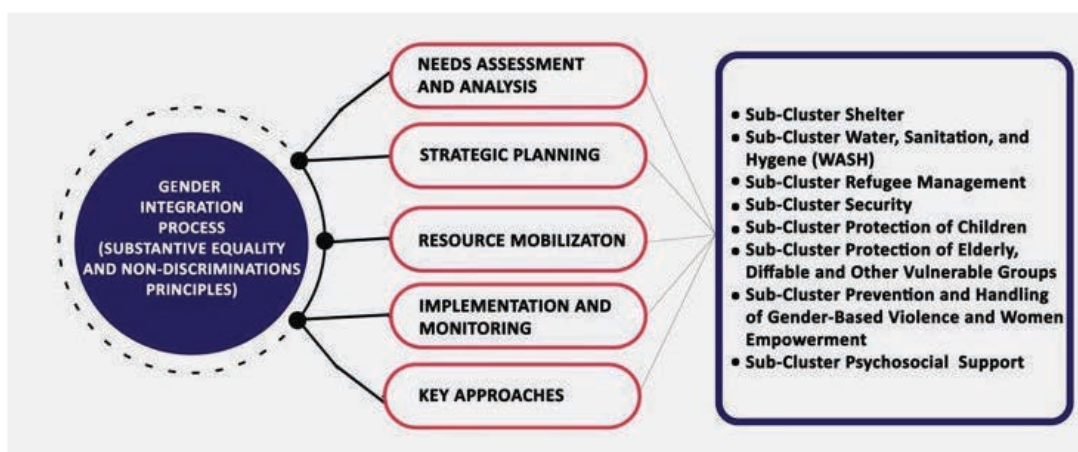 GENDER
INTEGRATION
PROCESS
(SUBSTANTIVE EQUALITY
AND NON-DISCRIMINATIONS
PRINCIPLES)
NEEDS ASSESSMENT
AND ANALYSIS
STRATEGIC PLANNING
RESOURCE MOBILIZATON
IMPLEMENTATION AND
MONITORING
KEY APPROACHES
• Sub-Cluster Shelter
• Sub-Cluster Water, Sanitation, and
Hygene (WASH)
• Sub-Cluster Refugee Management
• Sub-Cluster Security
• Sub-Cluster Protection of Children
• Sub-Cluster Protection of Elderly,
Diffable and Other Vulnerable Groups
• Sub-Cluster Prevention and Handling
of Gender-Based Violence and Women
Empowerment
• Sub-Cluster Psychosocial Support